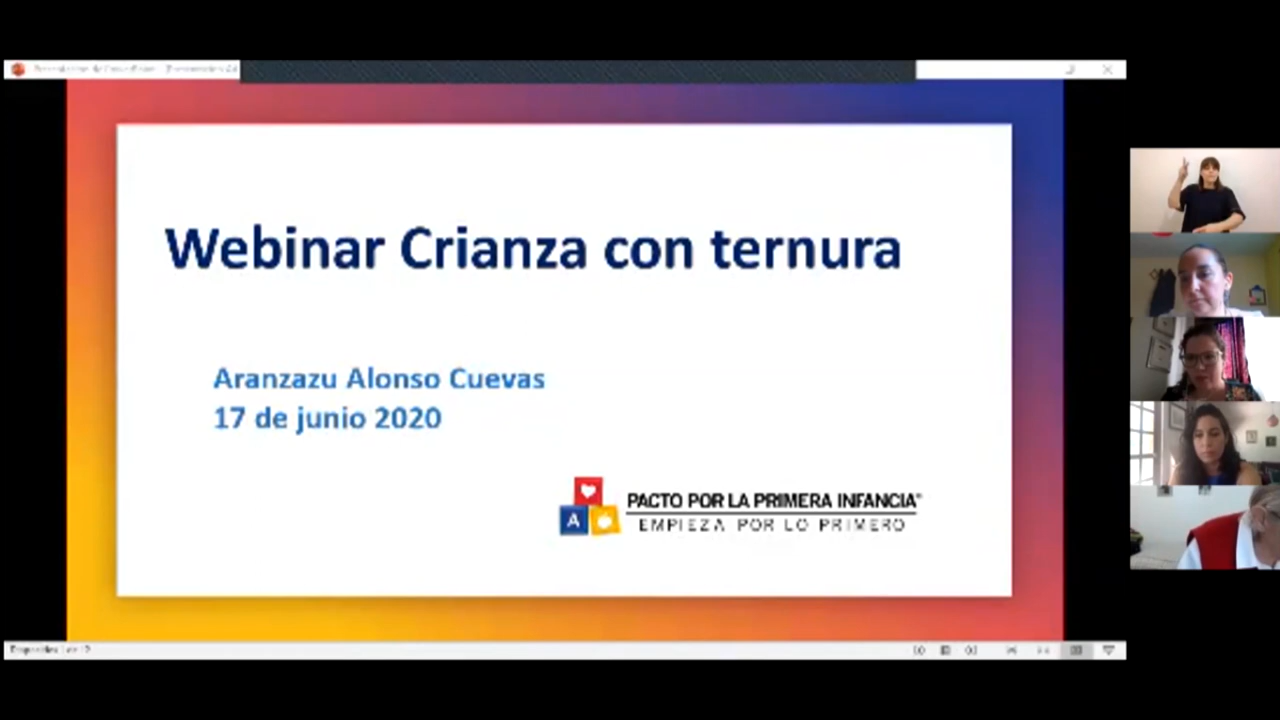 Webinar Crianza con ternura
Aranzazu Alonso Cuevas
17 de junio 2020
A
PACTO POR LA PRIMERA INFANCIA®
EMPIEZA POR LO PRIMERO